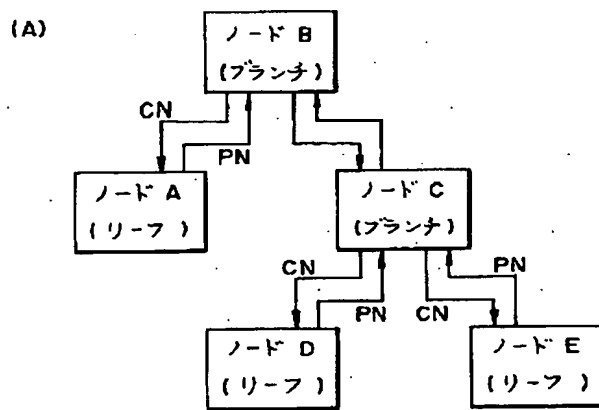 (A)
ノード B
(ブランチ)
CN
PN
ノード A
(リーフ)
ノード C
(ブランチ)
CN
PN
CN
PN
ノード D
(リーフ)
ノード E
(リーフ)